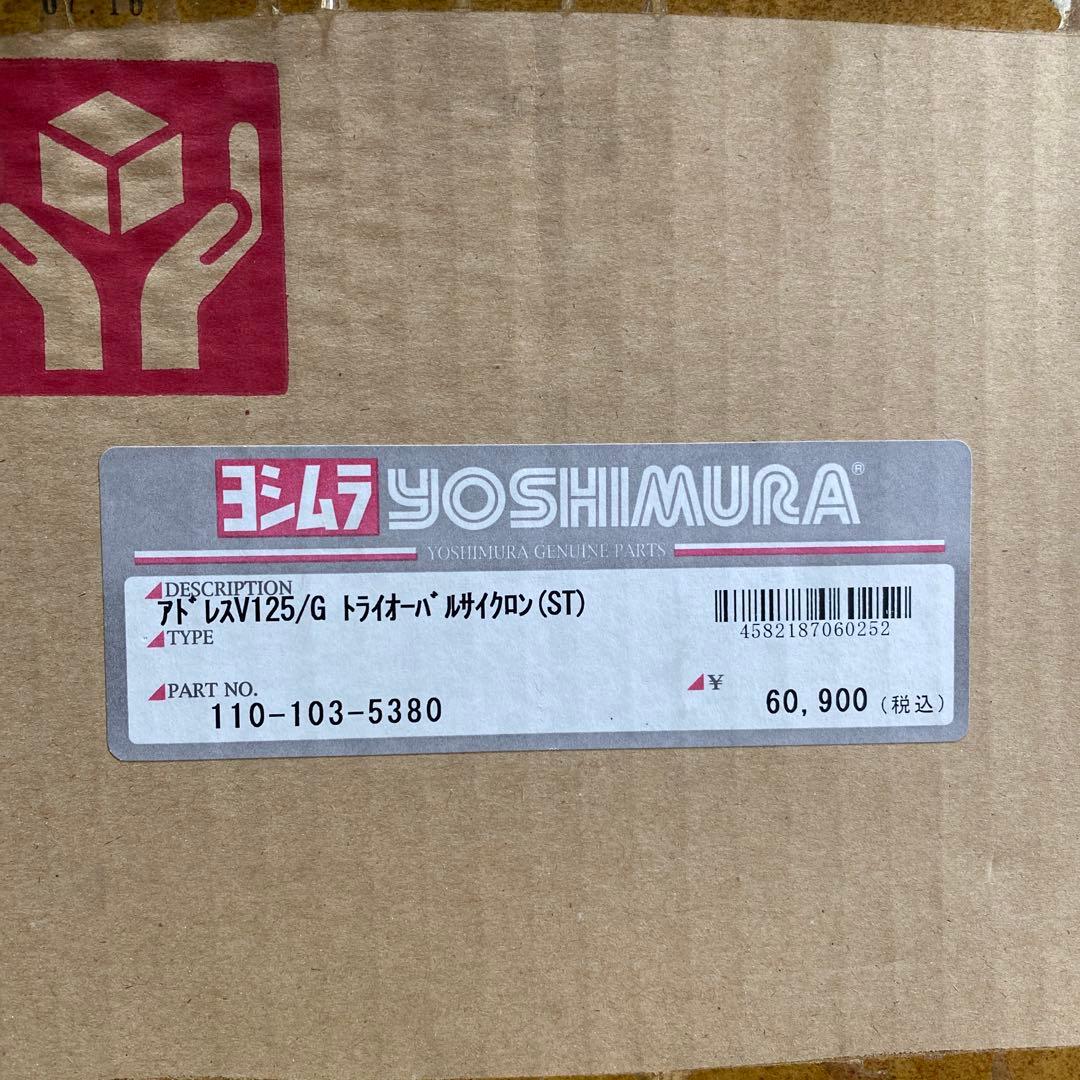 07.10
ヨシムラ YOSHIMURA®
YOSHIMURA GENUINE PARTS
DESCRIPTION
ｱﾄﾞﾚｽV125/G ﾄﾗｲｵｰﾊﾞﾙｻｲｸﾛﾝ(ST)
4582187060252
TYPE
PART NO.
110-103-5380
¥
60,900 (税込)